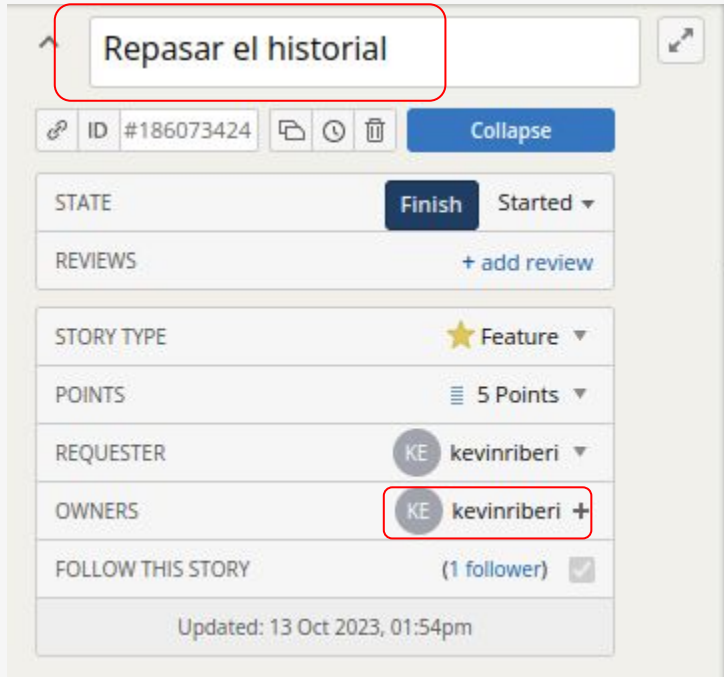 Repasar el historial
ID #186073424 Collapse
STATE Finish Started
REVIEWS + add review
STORY TYPE Feature
POINTS 5 Points
REQUESTER KE kevinriberi
OWNERS KE kevinriberi +
FOLLOW THIS STORY (1 follower)
Updated: 13 Oct 2023, 01:54pm